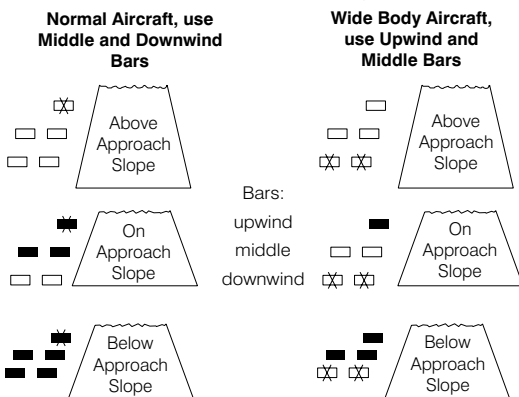 Normal Aircraft, use
Middle and Downwind
Bars
Wide Body Aircraft,
use Upwind and
Middle Bars
Above
Approach
Slope
Above
Approach
Slope
Bars:
upwind
middle
downwind
On
Approach
Slope
On
Approach
Slope
Below
Approach
Slope
Below
Approach
Slope